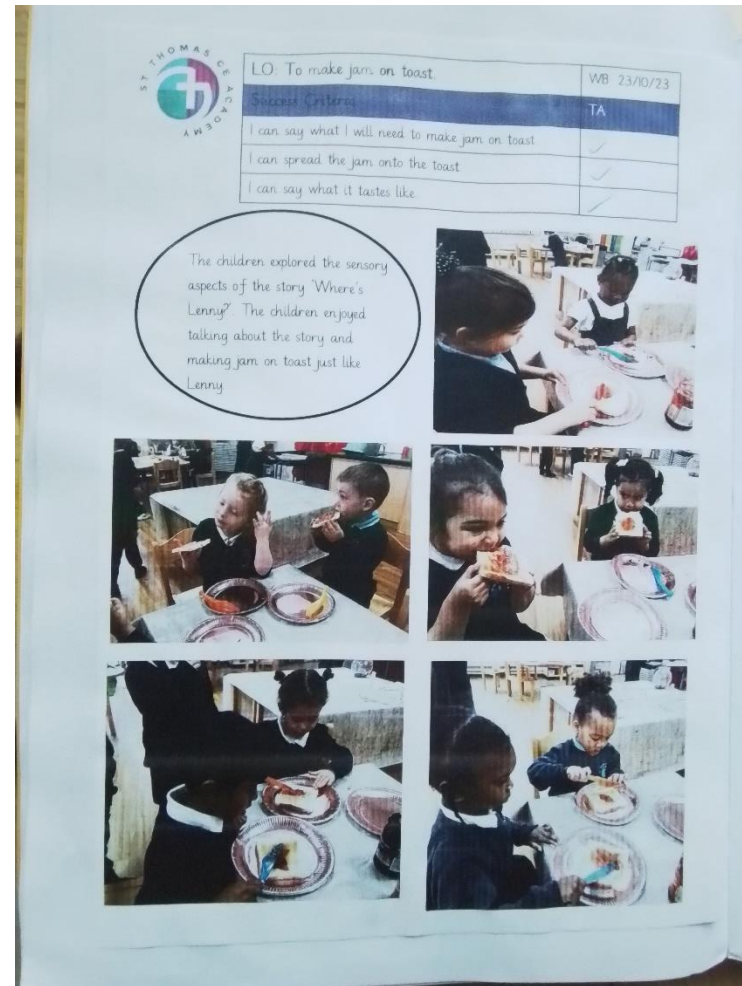 ST THOMAS CE ACADEMY
LO: To make jam on toast.
WB 23/10/23
Success Criteria
TA
I can say what I will need to make jam on toast
I can spread the jam onto the toast
I can say what it tastes like.
The children explored the sensory
aspects of the story 'Where's
Lenny?'. The children enjoyed
talking about the story and
making jam on toast just like
Lenny